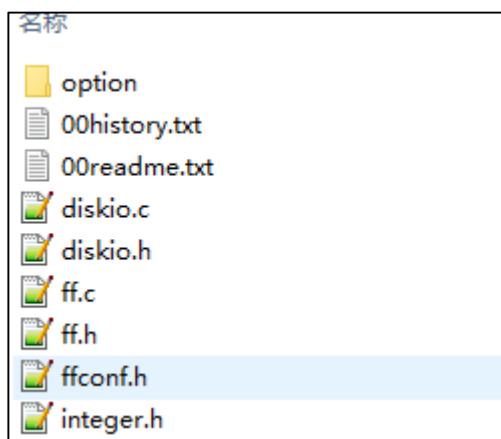 名称
option
00history.txt
00readme.txt
diskio.c
diskio.h
ff.c
ff.h
ffconf.h
integer.h